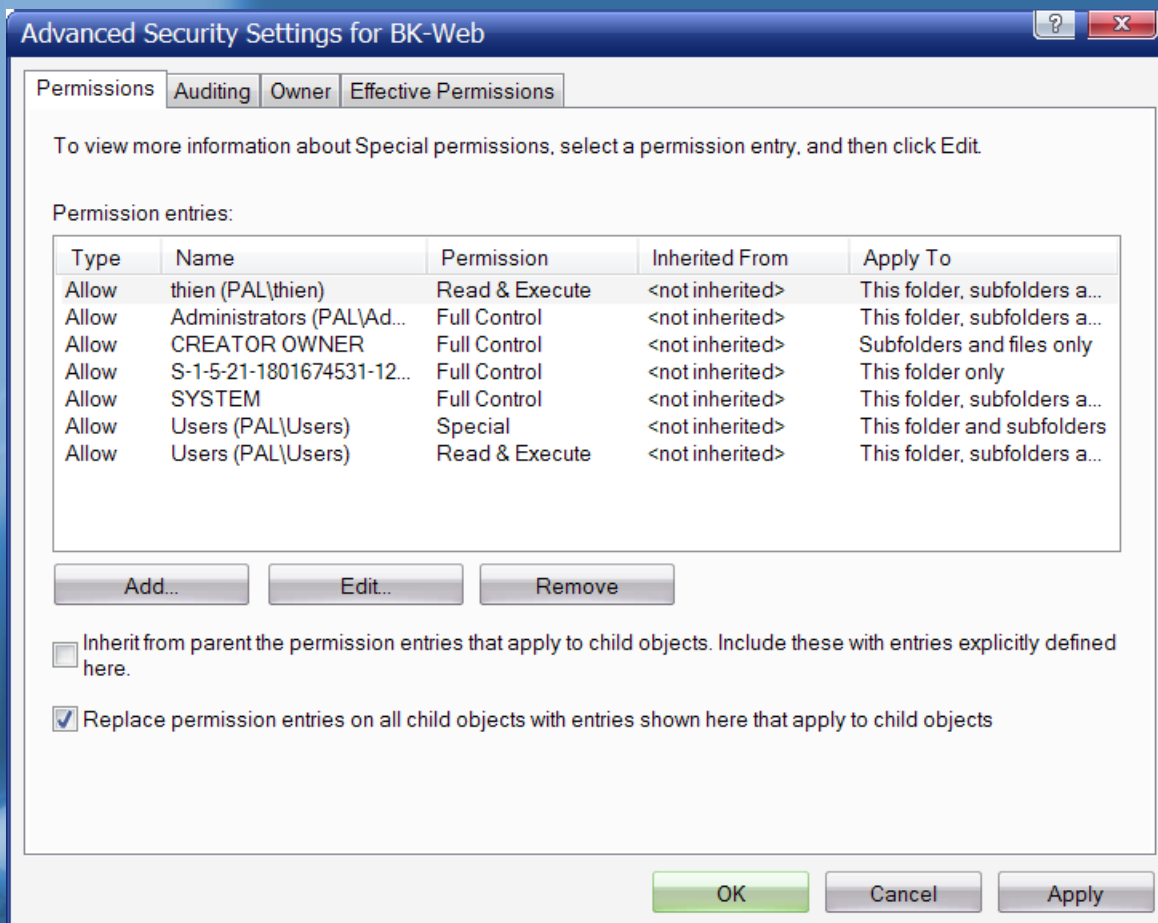 Advanced Security Settings for BK-Web
? X
Permissions Auditing Owner Effective Permissions
To view more information about Special permissions, select a permission entry, and then click Edit.
Permission entries:
Type Name Permission Inherited From Apply To
Allow thien (PAL\thien) Read & Execute <not inherited> This folder, subfolders a...
Allow Administrators (PAL\Ad... Full Control <not inherited> This folder, subfolders a...
Allow CREATOR OWNER Full Control <not inherited> Subfolders and files only
Allow S-1-5-21-1801674531-12... Full Control <not inherited> This folder only
Allow SYSTEM Full Control <not inherited> This folder, subfolders a...
Allow Users (PAL\Users) Special <not inherited> This folder and subfolders
Allow Users (PAL\Users) Read & Execute <not inherited> This folder, subfolders a...
Add... Edit... Remove
Inherit from parent the permission entries that apply to child objects. Include these with entries explicitly defined
here.
Replace permission entries on all child objects with entries shown here that apply to child objects
OK Cancel Apply